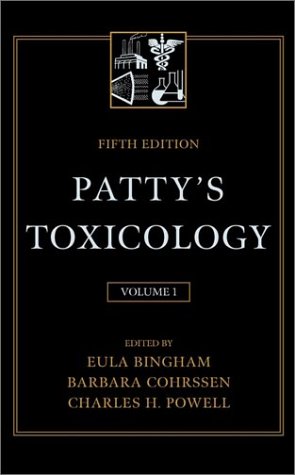 FIFTH EDITION
PATTY'S
TOXICOLOGY
VOLUME 1
EDITED BY
EULA BINGHAM
BARBARA COHRSSEN
CHARLES H. POWELL